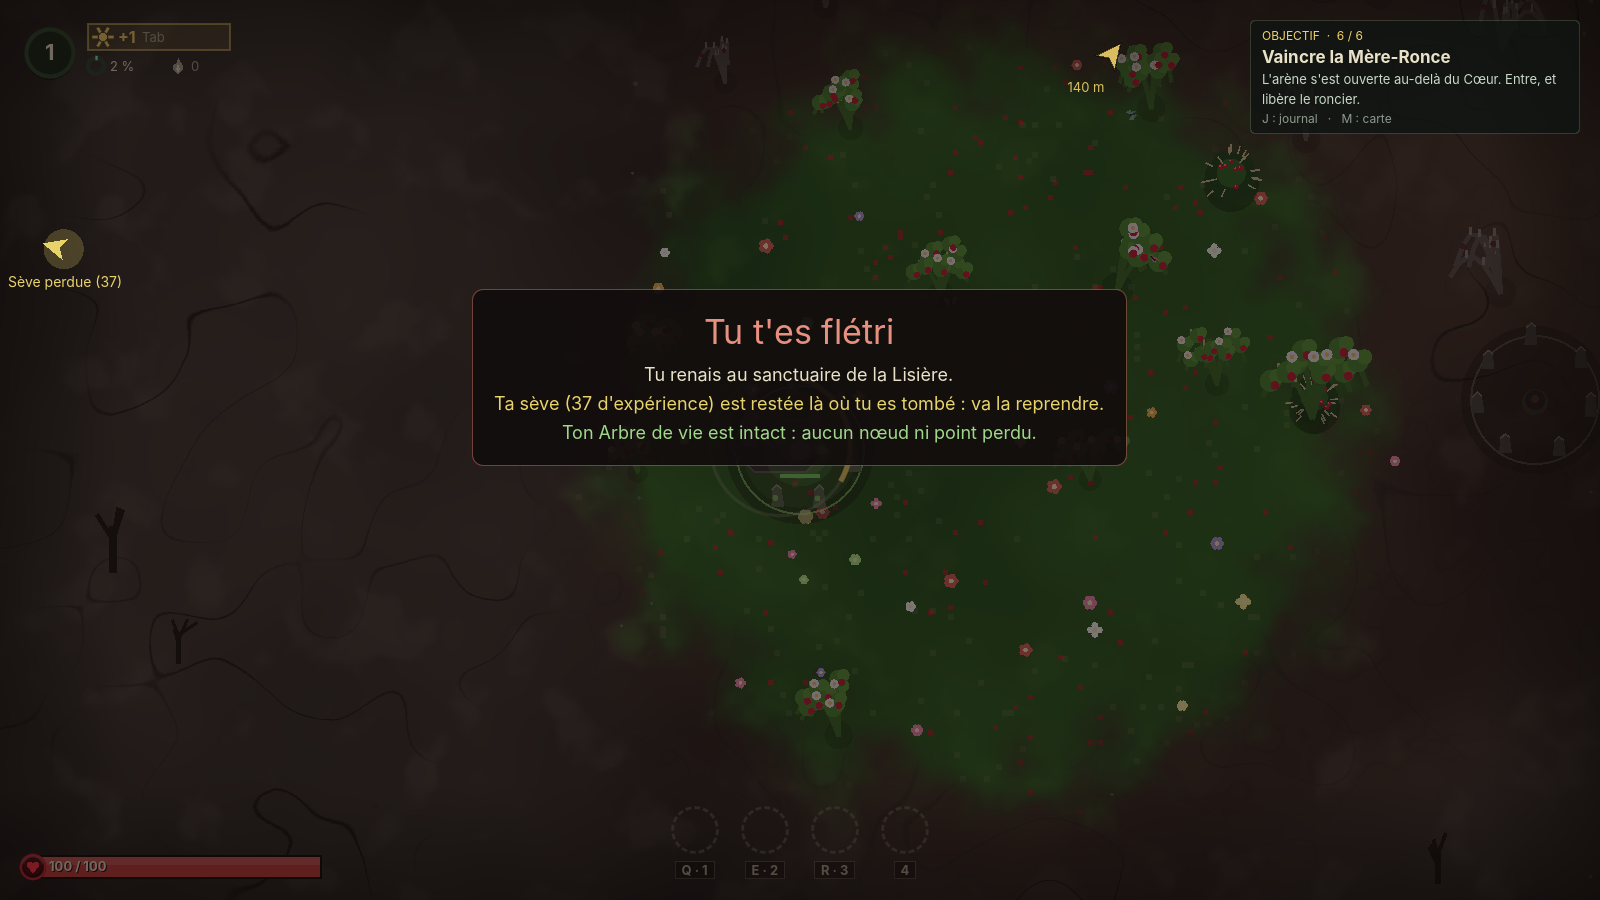 1
+1 Tab
2 %
0
OBJECTIF · 6 / 6
Vaincre la Mère-Ronce
L'arène s'est ouverte au-delà du Cœur. Entre, et
libère le roncier.
J : journal · M : carte
140 m
Sève perdue (37)
Tu t'es flétri
Tu renais au sanctuaire de la Lisière.
Ta sève (37 d'expérience) est restée là où tu es tombé : va la reprendre.
Ton Arbre de vie est intact : aucun nœud ni point perdu.
100 / 100
Q · 1
E · 2
R · 3
4